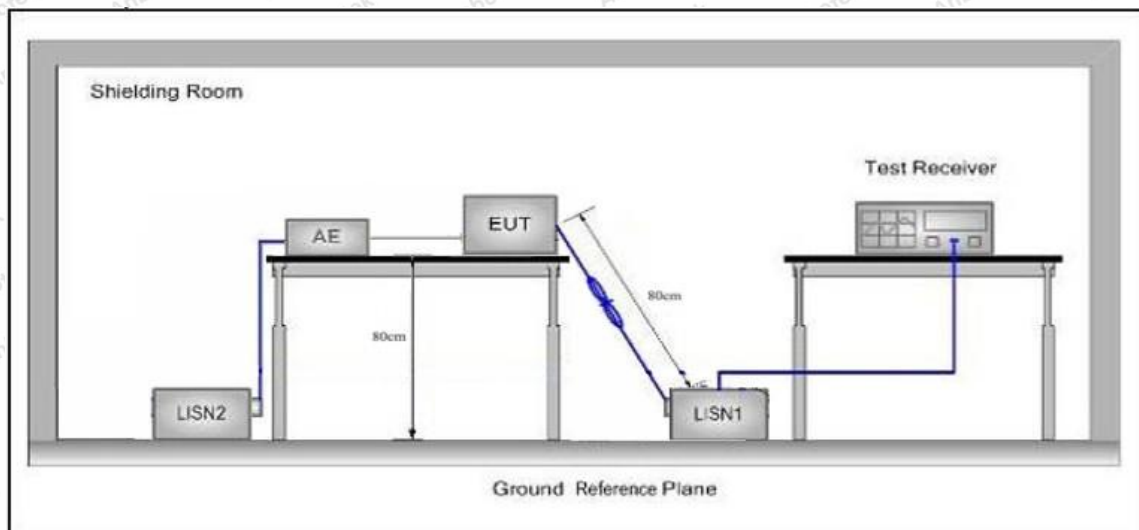 Shielding Room
Test Receiver
EUT
AE
80cm
80cm
LISN2
LISN1
Ground Reference Plane